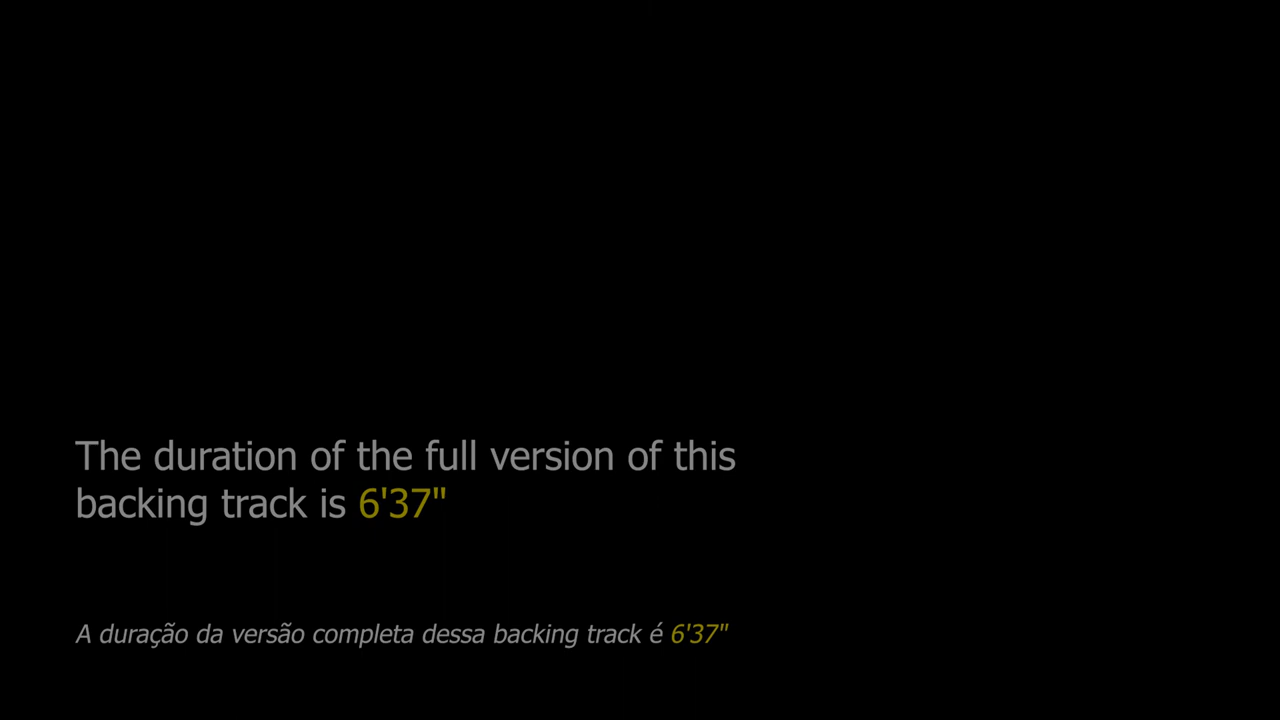 The duration of the full version of this
backing track is 6'37"
A duração da versão completa dessa backing track é 6'37"